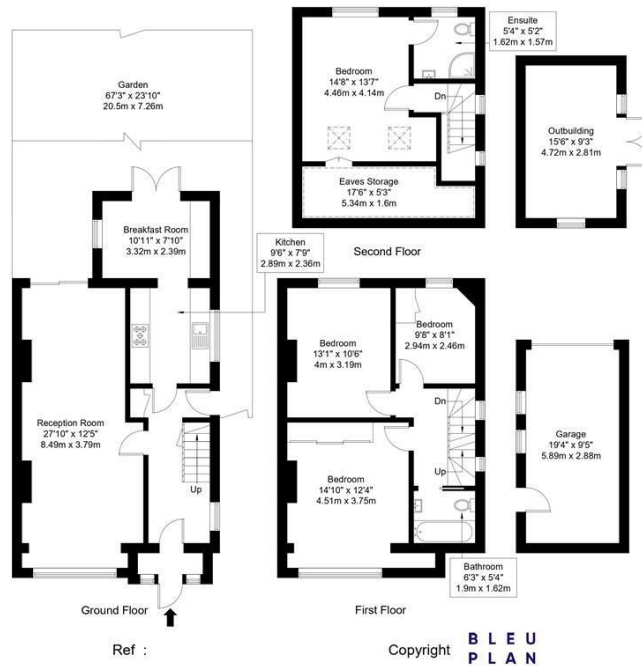 Garden
67'3" x 23'10"
20.5m x 7.26m
Breakfast Room
10'11" x 7'10"
3.32m x 2.39m
Kitchen
9'6" x 7'9"
2.89m x 2.36m
Reception Room
27'10" x 12'5"
8.49m x 3.79m
Up
Ground Floor
Ensuite
5'4" x 5'2"
1.62m x 1.57m
Bedroom
14'8" x 13'7"
4.46m x 4.14m
Dn
Eaves Storage
17'6" x 5'3"
5.34m x 1.6m
Second Floor
Outbuilding
15'6" x 9'3"
4.72m x 2.81m
Bedroom
13'1" x 10'6"
4m x 3.19m
Bedroom
9'8" x 8'1"
2.94m x 2.46m
Dn
Up
Bedroom
14'10" x 12'4"
4.51m x 3.75m
Bathroom
6'3" x 5'4"
1.9m x 1.62m
First Floor
Garage
19'4" x 9'5"
5.89m x 2.88m
Ref :
Copyright
BLEU
PLAN